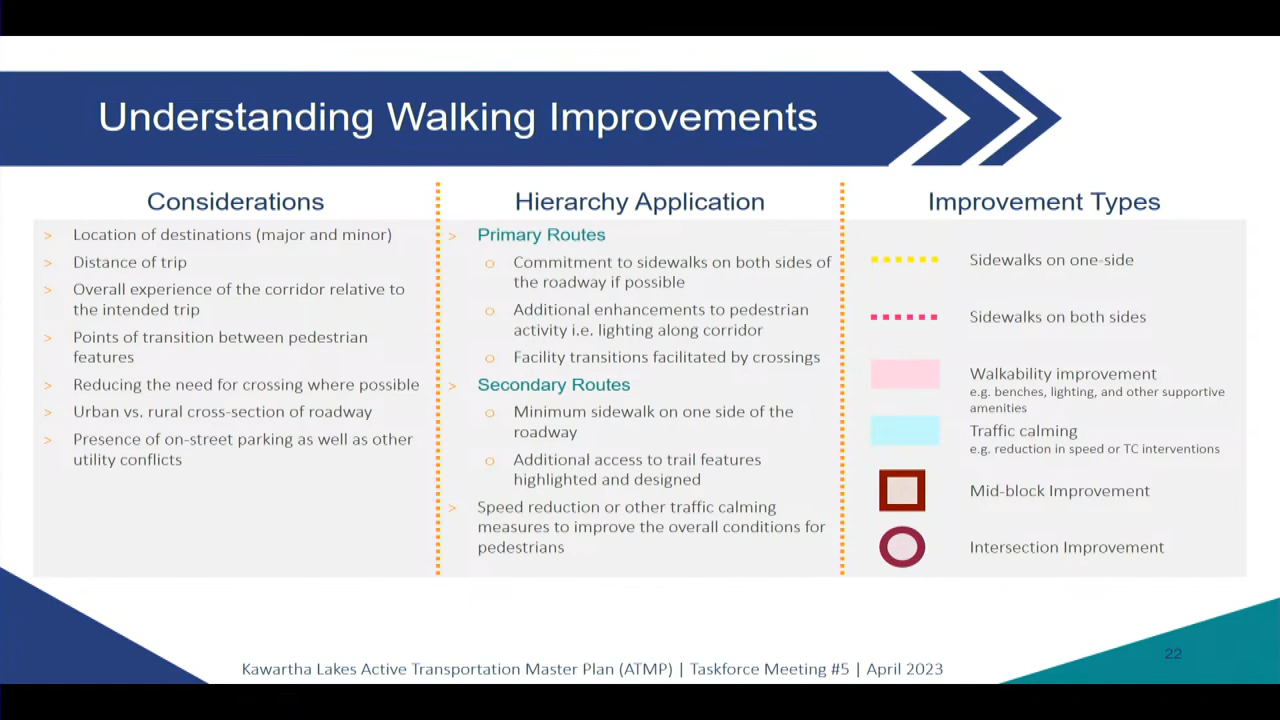 Understanding Walking Improvements
Considerations
> Location of destinations (major and minor)
> Distance of trip
> Overall experience of the corridor relative to
the intended trip
> Points of transition between pedestrian
features
> Reducing the need for crossing where possible
> Urban vs. rural cross-section of roadway
> Presence of on-street parking as well as other
utility conflicts
Hierarchy Application
> Primary Routes
o Commitment to sidewalks on both sides of
the roadway if possible
o Additional enhancements to pedestrian
activity i.e. lighting along corridor
o Facility transitions facilitated by crossings
> Secondary Routes
o Minimum sidewalk on one side of the
roadway
o Additional access to trail features
highlighted and designed
> Speed reduction or other traffic calming
measures to improve the overall conditions for
pedestrians
Improvement Types
Sidewalks on one-side
Sidewalks on both sides
Walkability improvement
e.g. benches, lighting, and other supportive
amenities
Traffic calming
e.g. reduction in speed or TC interventions
Mid-block Improvement
Intersection Improvement
22
Kawartha Lakes Active Transportation Master Plan (ATMP) | Taskforce Meeting #5 | April 2023